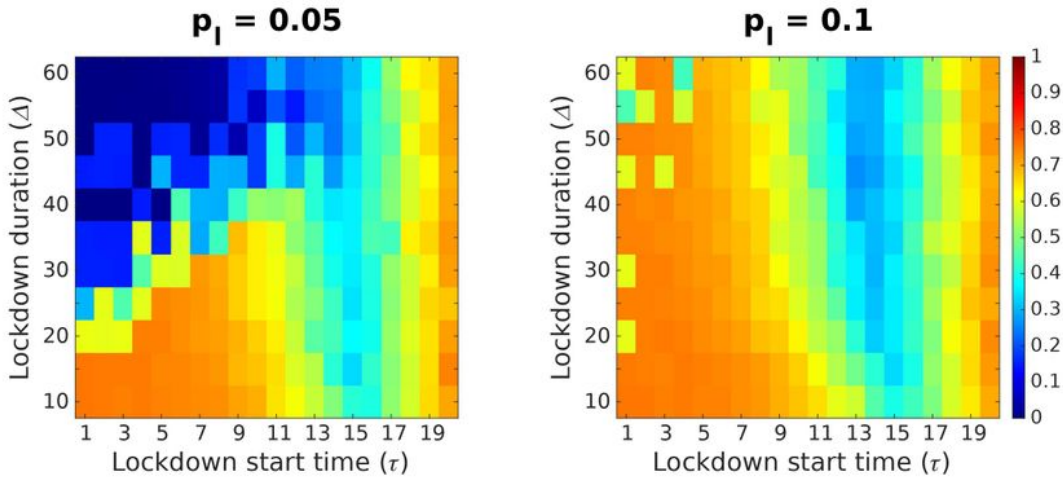 p_l = 0.05
p_l = 0.1
Lockdown duration (Δ)
60
50
40
30
20
10
1 3 5 7 9 11 13 15 17 19
Lockdown start time (τ)
Lockdown duration (Δ)
60
50
40
30
20
10
1 3 5 7 9 11 13 15 17 19
Lockdown start time (τ)
1
0.9
0.8
0.7
0.6
0.5
0.4
0.3
0.2
0.1
0